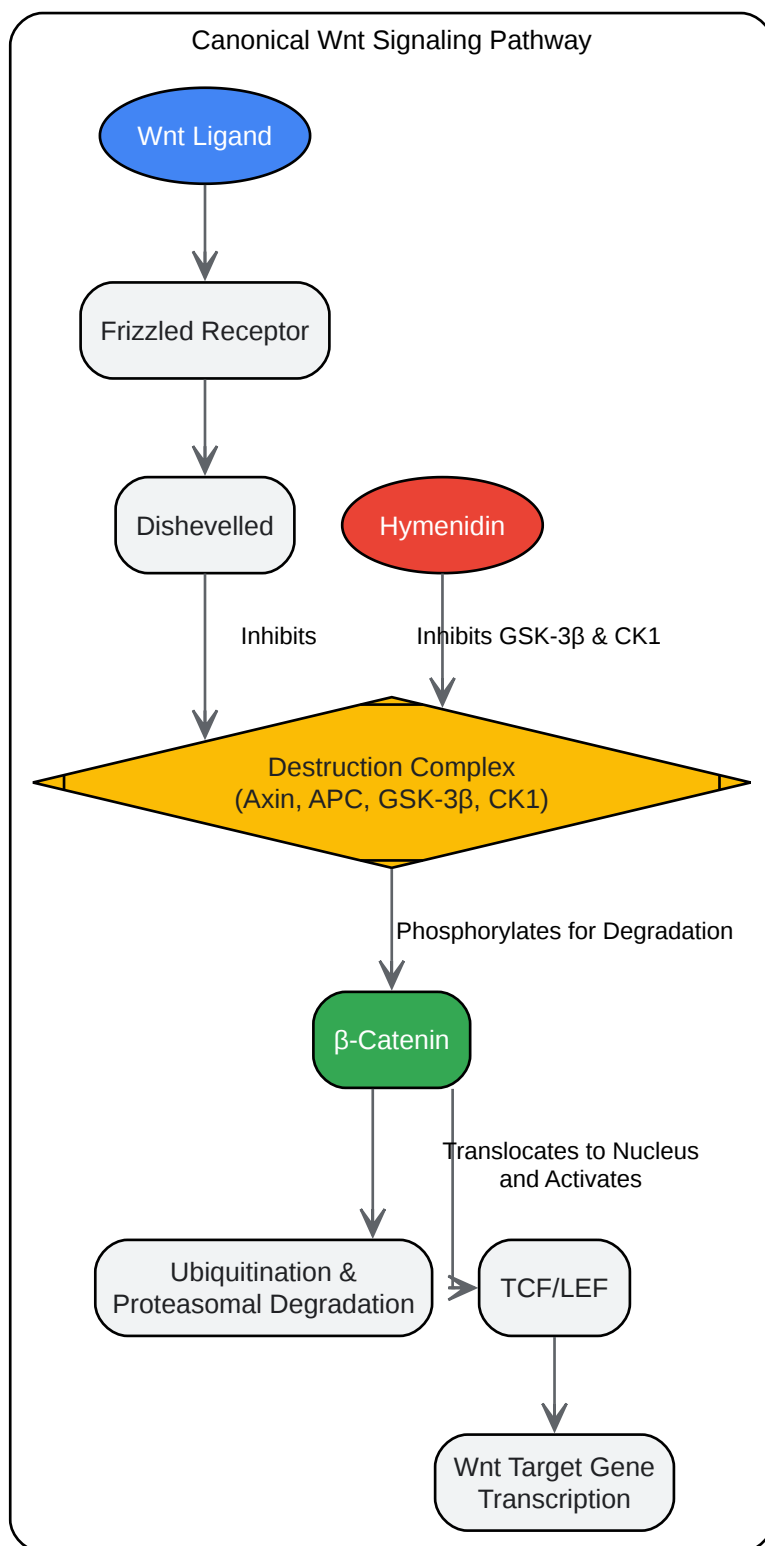 Canonical Wnt Signaling Pathway
Wnt Ligand
Frizzled Receptor
Dishevelled
Hymenidin
Inhibits
Inhibits GSK-3β & CK1
Destruction Complex
(Axin, APC, GSK-3β, CK1)
Phosphorylates for Degradation
β-Catenin
Translocates to Nucleus
and Activates
Ubiquitination &
Proteasomal Degradation
TCF/LEF
Wnt Target Gene
Transcription